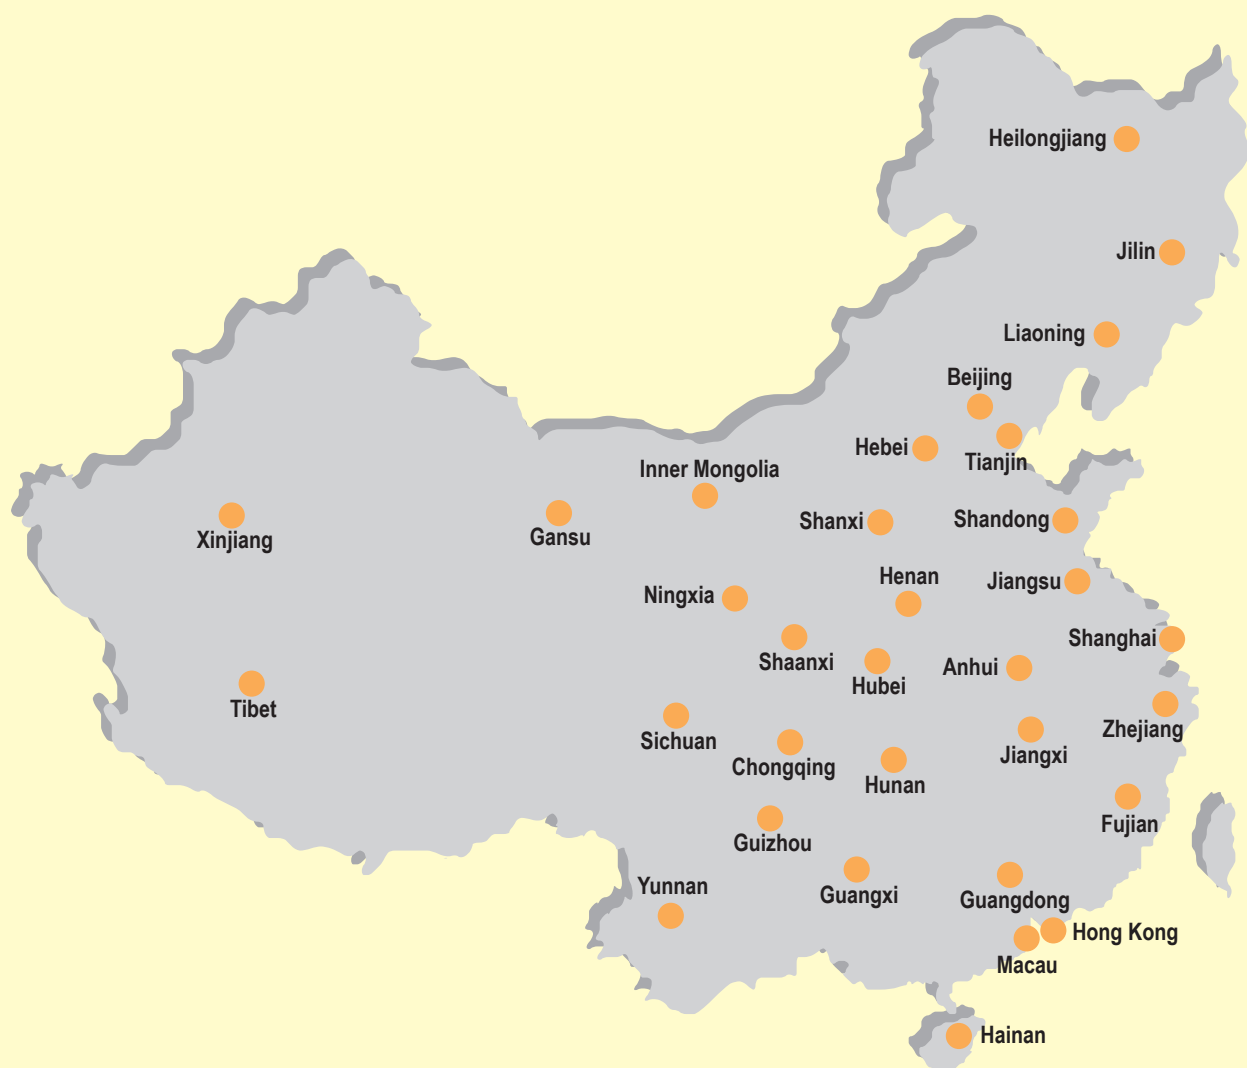 Heilongjiang
Jilin
Liaoning
Beijing
Hebei
Tianjin
Inner Mongolia
Shanxi
Shandong
Xinjiang
Gansu
Henan
Jiangsu
Ningxia
Shanghai
Shaanxi
Hubei
Anhui
Tibet
Zhejiang
Sichuan
Jiangxi
Chongqing
Hunan
Fujian
Guizhou
Yunnan
Guangxi
Guangdong
Hong Kong
Macau
Hainan